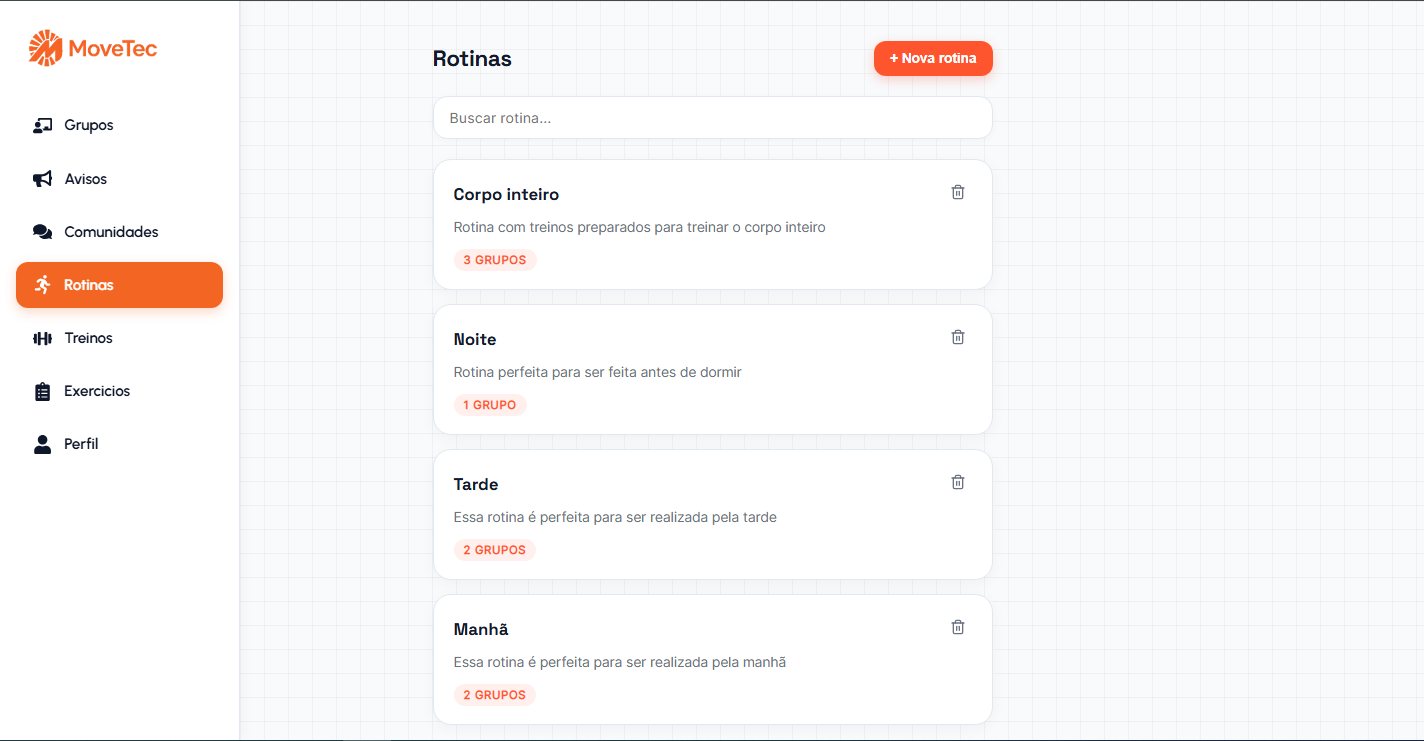 MoveTec
Grupos
Avisos
Comunidades
Rotinas
Treinos
Exercicios
Perfil
Rotinas
+ Nova rotina
Buscar rotina...
Corpo inteiro
Rotina com treinos preparados para treinar o corpo inteiro
3 GRUPOS
Noite
Rotina perfeita para ser feita antes de dormir
1 GRUPO
Tarde
Essa rotina é perfeita para ser realizada pela tarde
2 GRUPOS
Manhã
Essa rotina é perfeita para ser realizada pela manhã
2 GRUPOS